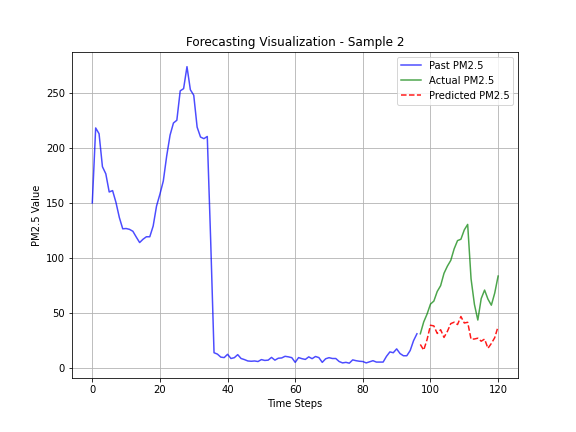 Forecasting Visualization - Sample 2
Past PM2.5
Actual PM2.5
Predicted PM2.5
PM2.5 Value
250
200
150
100
50
0
0 20 40 60 80 100 120
Time Steps